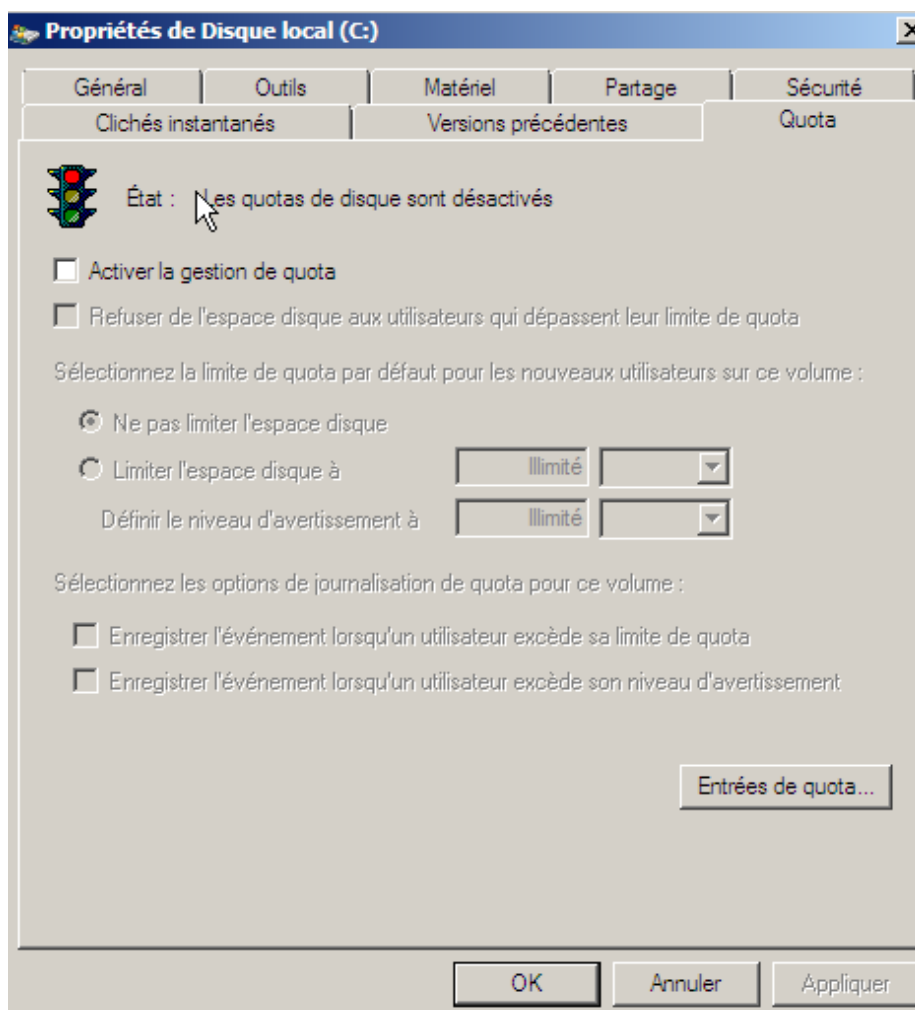 Propriétés de Disque local (C:)
Général Outils Matériel Partage Sécurité
Clichés instantanés Versions précédentes Quota
État : Les quotas de disque sont désactivés
Activer la gestion de quota
Refuser de l'espace disque aux utilisateurs qui dépassent leur limite de quota
Sélectionnez la limite de quota par défaut pour les nouveaux utilisateurs sur ce volume :
Ne pas limiter l'espace disque
Limiter l'espace disque à Illimité
Définir le niveau d'avertissement à Illimité
Sélectionnez les options de journalisation de quota pour ce volume :
Enregistrer l'événement lorsqu'un utilisateur excède sa limite de quota
Enregistrer l'événement lorsqu'un utilisateur excède son niveau d'avertissement
Entrées de quota...
OK Annuler Appliquer